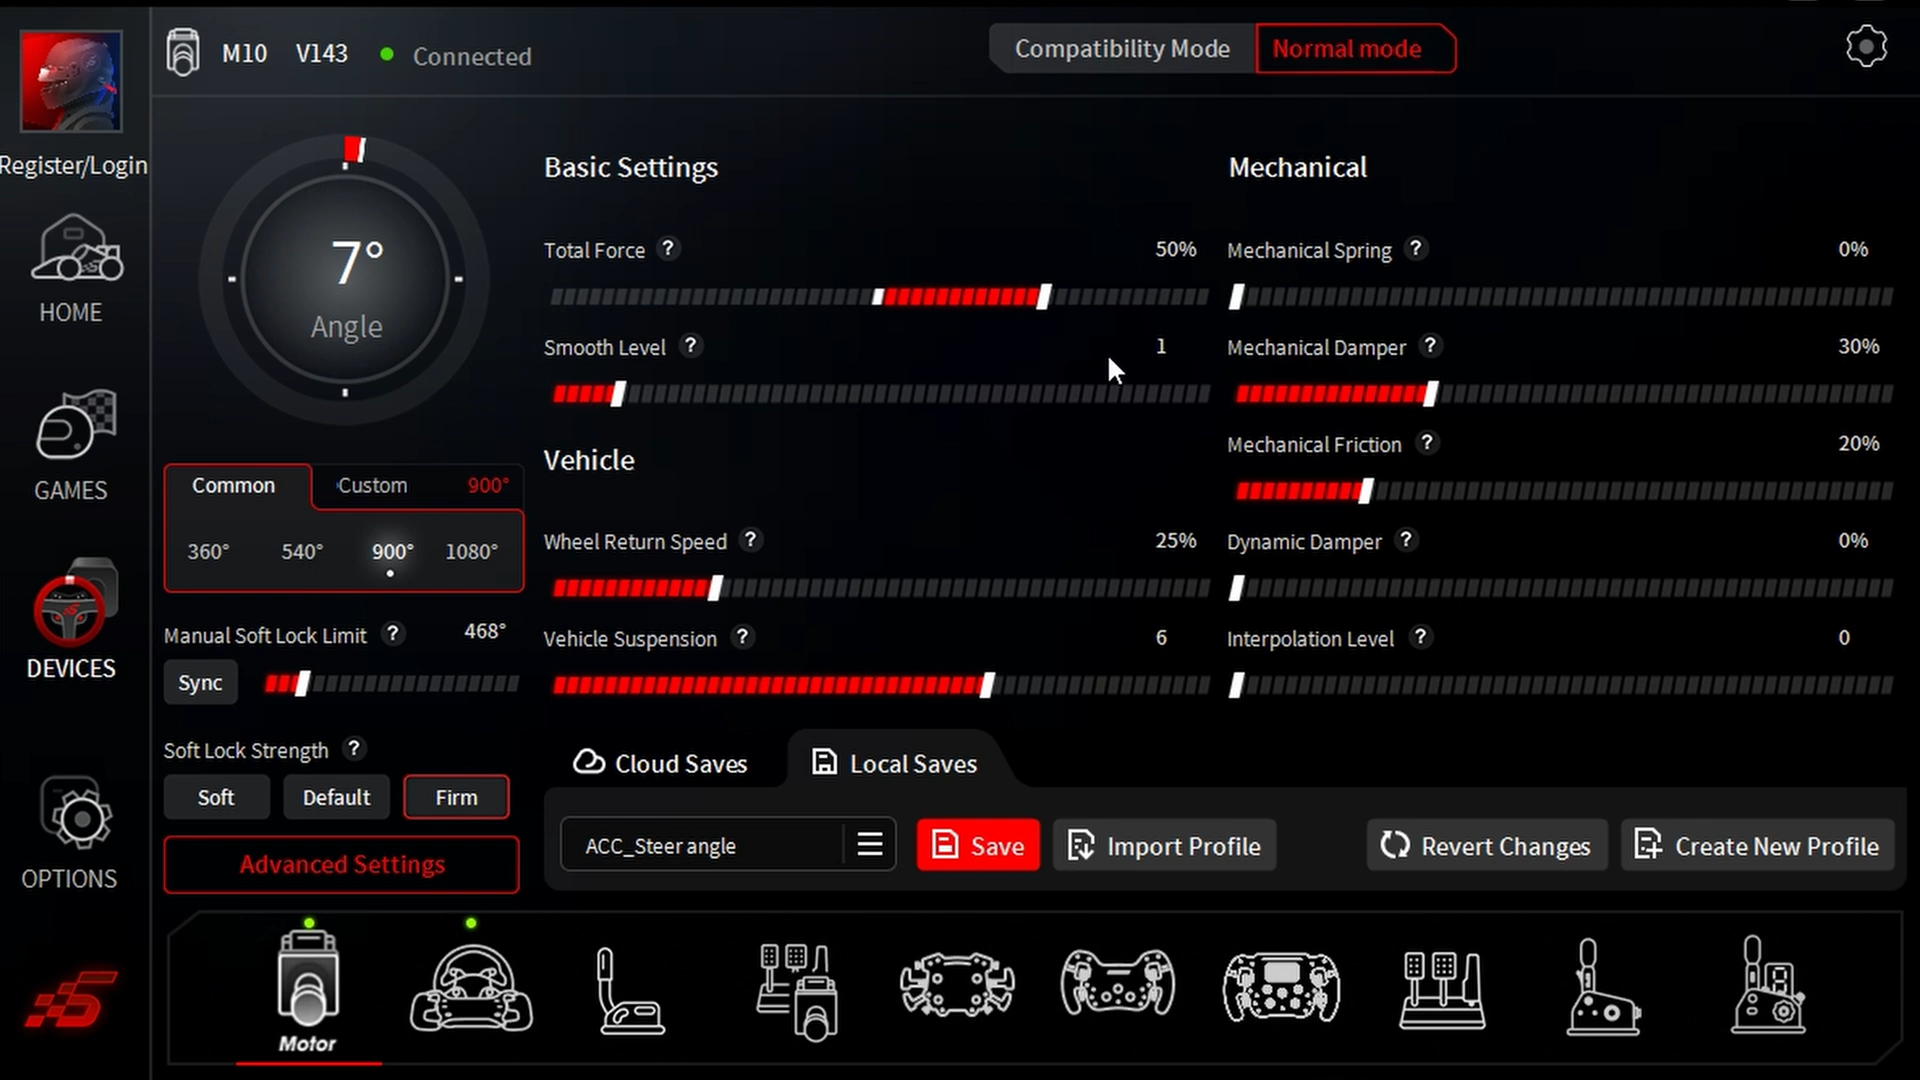 M10 V143 Connected
Compatibility Mode Normal mode
Register/Login
HOME
GAMES
DEVICES
OPTIONS
7°
Angle
Common Custom 900°
360° 540° 900° 1080°
Manual Soft Lock Limit ? 468°
Sync
Soft Lock Strength ?
Soft Default Firm
Advanced Settings
Basic Settings
Total Force ? 50%
Smooth Level ? 1
Vehicle
Wheel Return Speed ? 25%
Vehicle Suspension ? 6
Mechanical
Mechanical Spring ? 0%
Mechanical Damper ? 30%
Mechanical Friction ? 20%
Dynamic Damper ? 0%
Interpolation Level ? 0
Cloud Saves Local Saves
ACC_Steer angle Save Import Profile Revert Changes Create New Profile
Motor